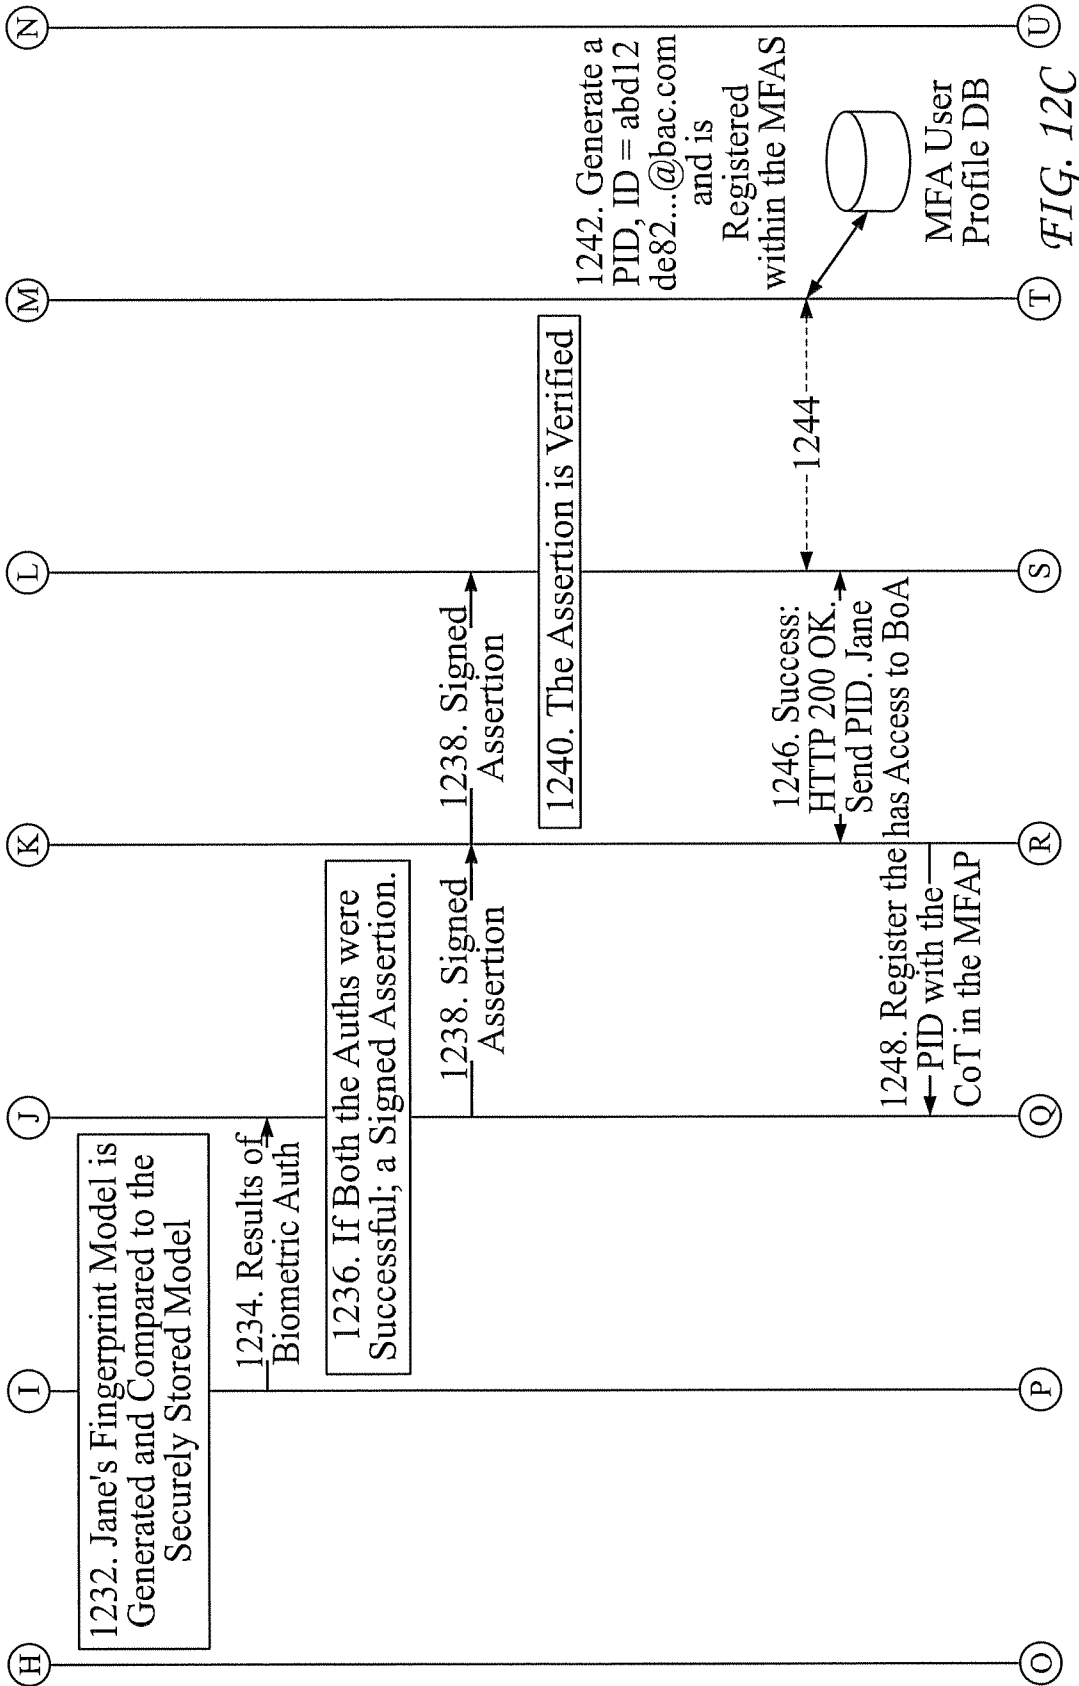 H
I
J
K
L
M
N
1232. Jane's Fingerprint Model is
Generated and Compared to the
Securely Stored Model
1234. Results of
Biometric Auth
1236. If Both the Auths were
Successful; a Signed Assertion.
1238. Signed
Assertion
1238. Signed
Assertion
1240. The Assertion is Verified
1242. Generate a
PID, ID = abd12
de82...@bac.com
and is
Registered
within the MFAS
1244
MFA User
Profile DB
1246. Success:
HTTP 200 OK.
Send PID. Jane
has Access to BoA
1248. Register the
PID with the
CoT in the MFAP
O
P
Q
R
S
T
U
FIG. 12C